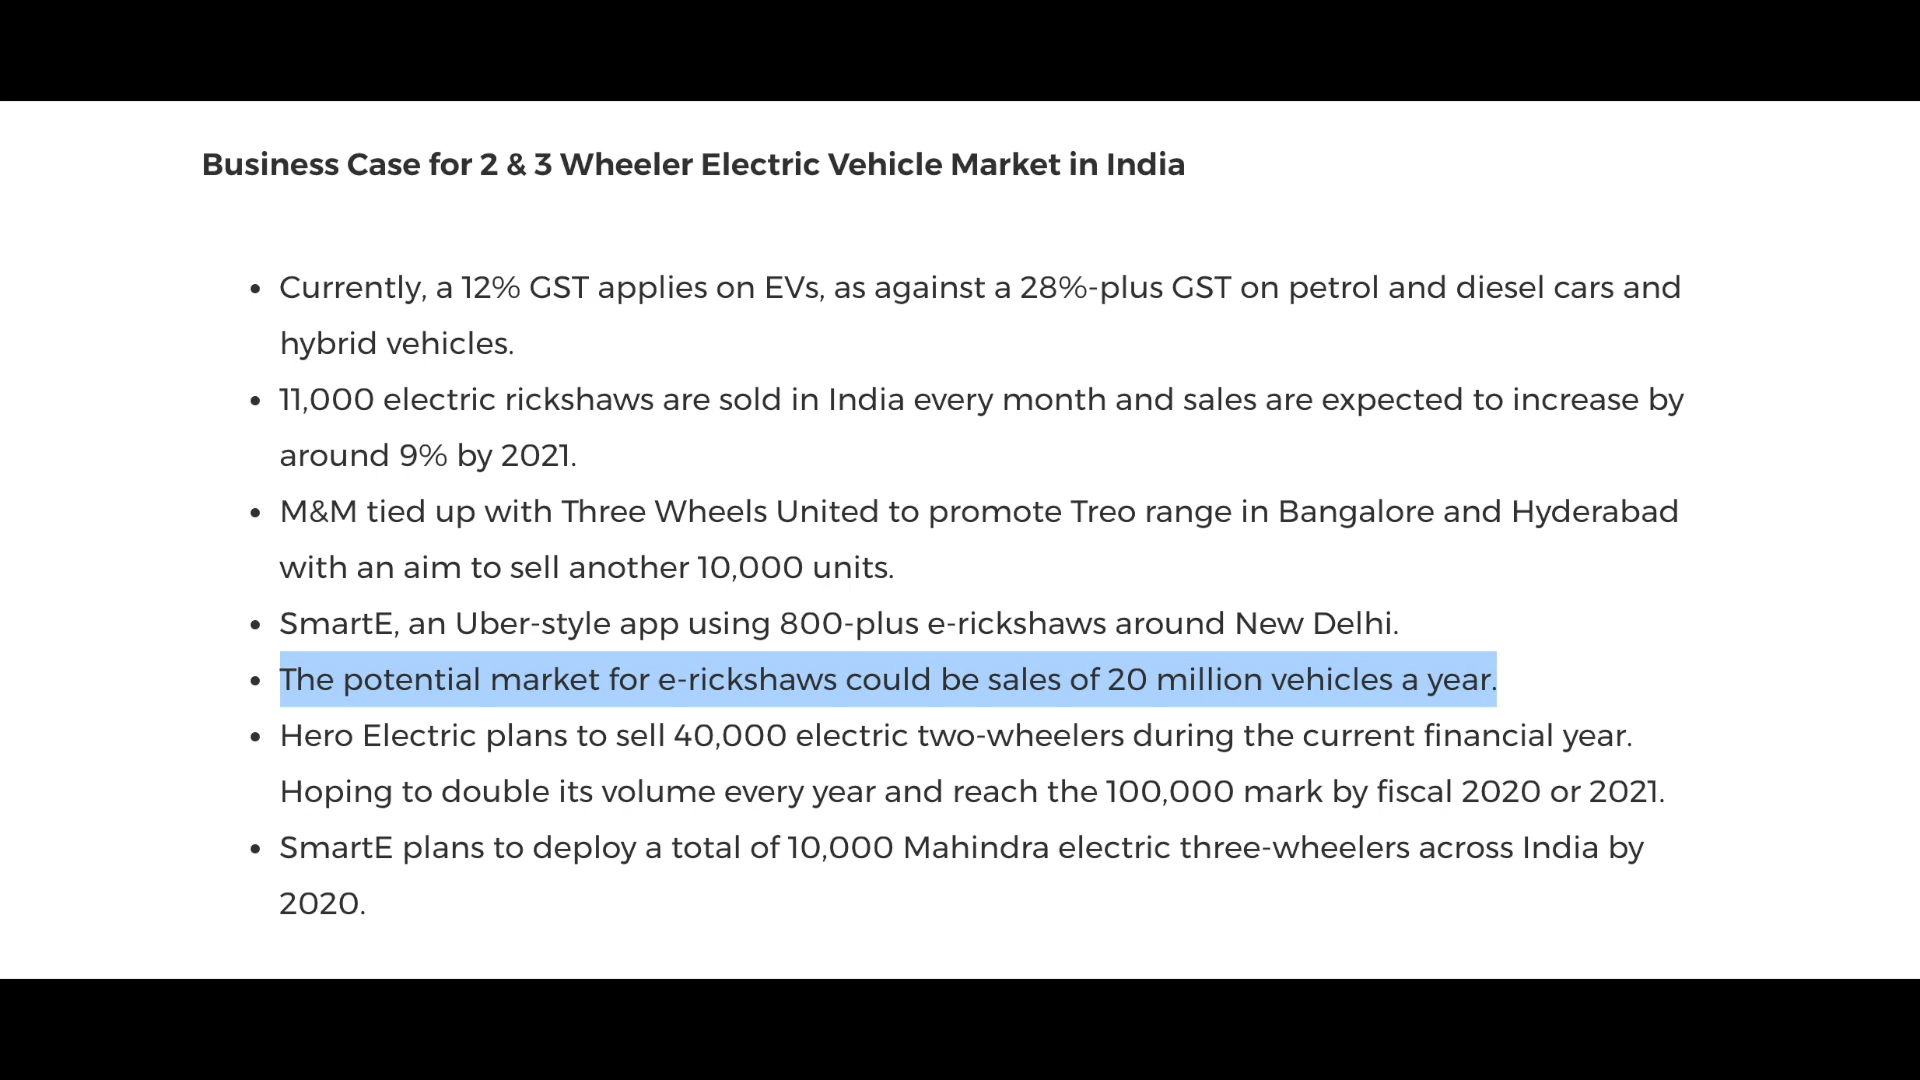 Business Case for 2 & 3 Wheeler Electric Vehicle Market in India
• Currently, a 12% GST applies on EVs, as against a 28%-plus GST on petrol and diesel cars and
hybrid vehicles.
• 11,000 electric rickshaws are sold in India every month and sales are expected to increase by
around 9% by 2021.
• M&M tied up with Three Wheels United to promote Treo range in Bangalore and Hyderabad
with an aim to sell another 10,000 units.
• SmartE, an Uber-style app using 800-plus e-rickshaws around New Delhi.
• The potential market for e-rickshaws could be sales of 20 million vehicles a year.
• Hero Electric plans to sell 40,000 electric two-wheelers during the current financial year.
Hoping to double its volume every year and reach the 100,000 mark by fiscal 2020 or 2021.
• SmartE plans to deploy a total of 10,000 Mahindra electric three-wheelers across India by
2020.